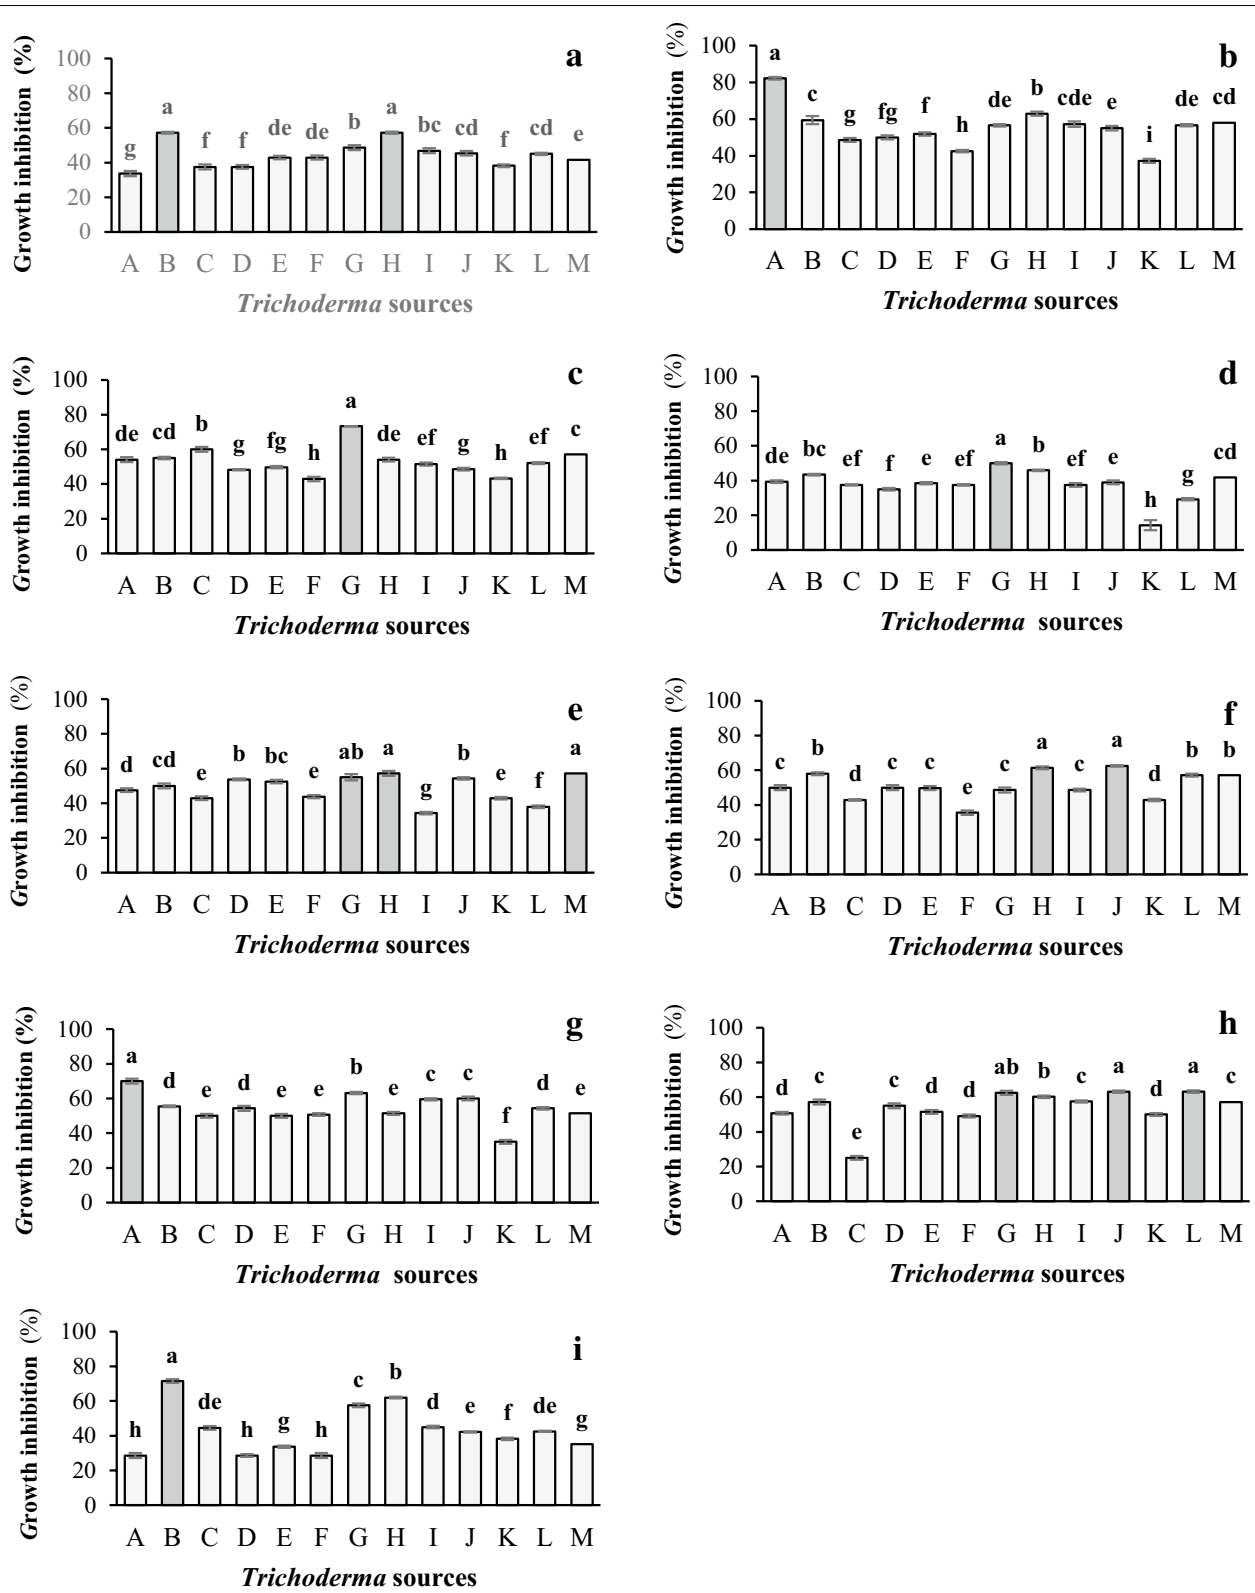 a
Growth inhibition (%)
100
80
60
40
20
0
g a f f de de b a bc cd f cd e
A B C D E F G H I J K L M
Trichoderma sources
b
Growth inhibition (%)
100
80
60
40
20
0
a c g fg f h de b cde e i de cd
A B C D E F G H I J K L M
Trichoderma sources
c
Growth inhibition (%)
100
80
60
40
20
0
de cd b g fg h a de ef g h ef c
A B C D E F G H I J K L M
Trichoderma sources
d
Growth inhibition (%)
100
80
60
40
20
0
de bc ef f e ef a b ef e h g cd
A B C D E F G H I J K L M
Trichoderma sources
e
Growth inhibition (%)
100
80
60
40
20
0
d cd e b bc e ab a g b e f a
A B C D E F G H I J K L M
Trichoderma sources
f
Growth inhibition (%)
100
80
60
40
20
0
c b d c c e c a c a d b b
A B C D E F G H I J K L M
Trichoderma sources
g
Growth inhibition (%)
100
80
60
40
20
0
a d e d e e b e c c f d e
A B C D E F G H I J K L M
Trichoderma sources
h
Growth inhibition (%)
100
80
60
40
20
0
d c e c d d ab b c a d a c
A B C D E F G H I J K L M
Trichoderma sources
i
Growth inhibition (%)
100
80
60
40
20
0
h a de h g h c b d e f de g
A B C D E F G H I J K L M
Trichoderma sources